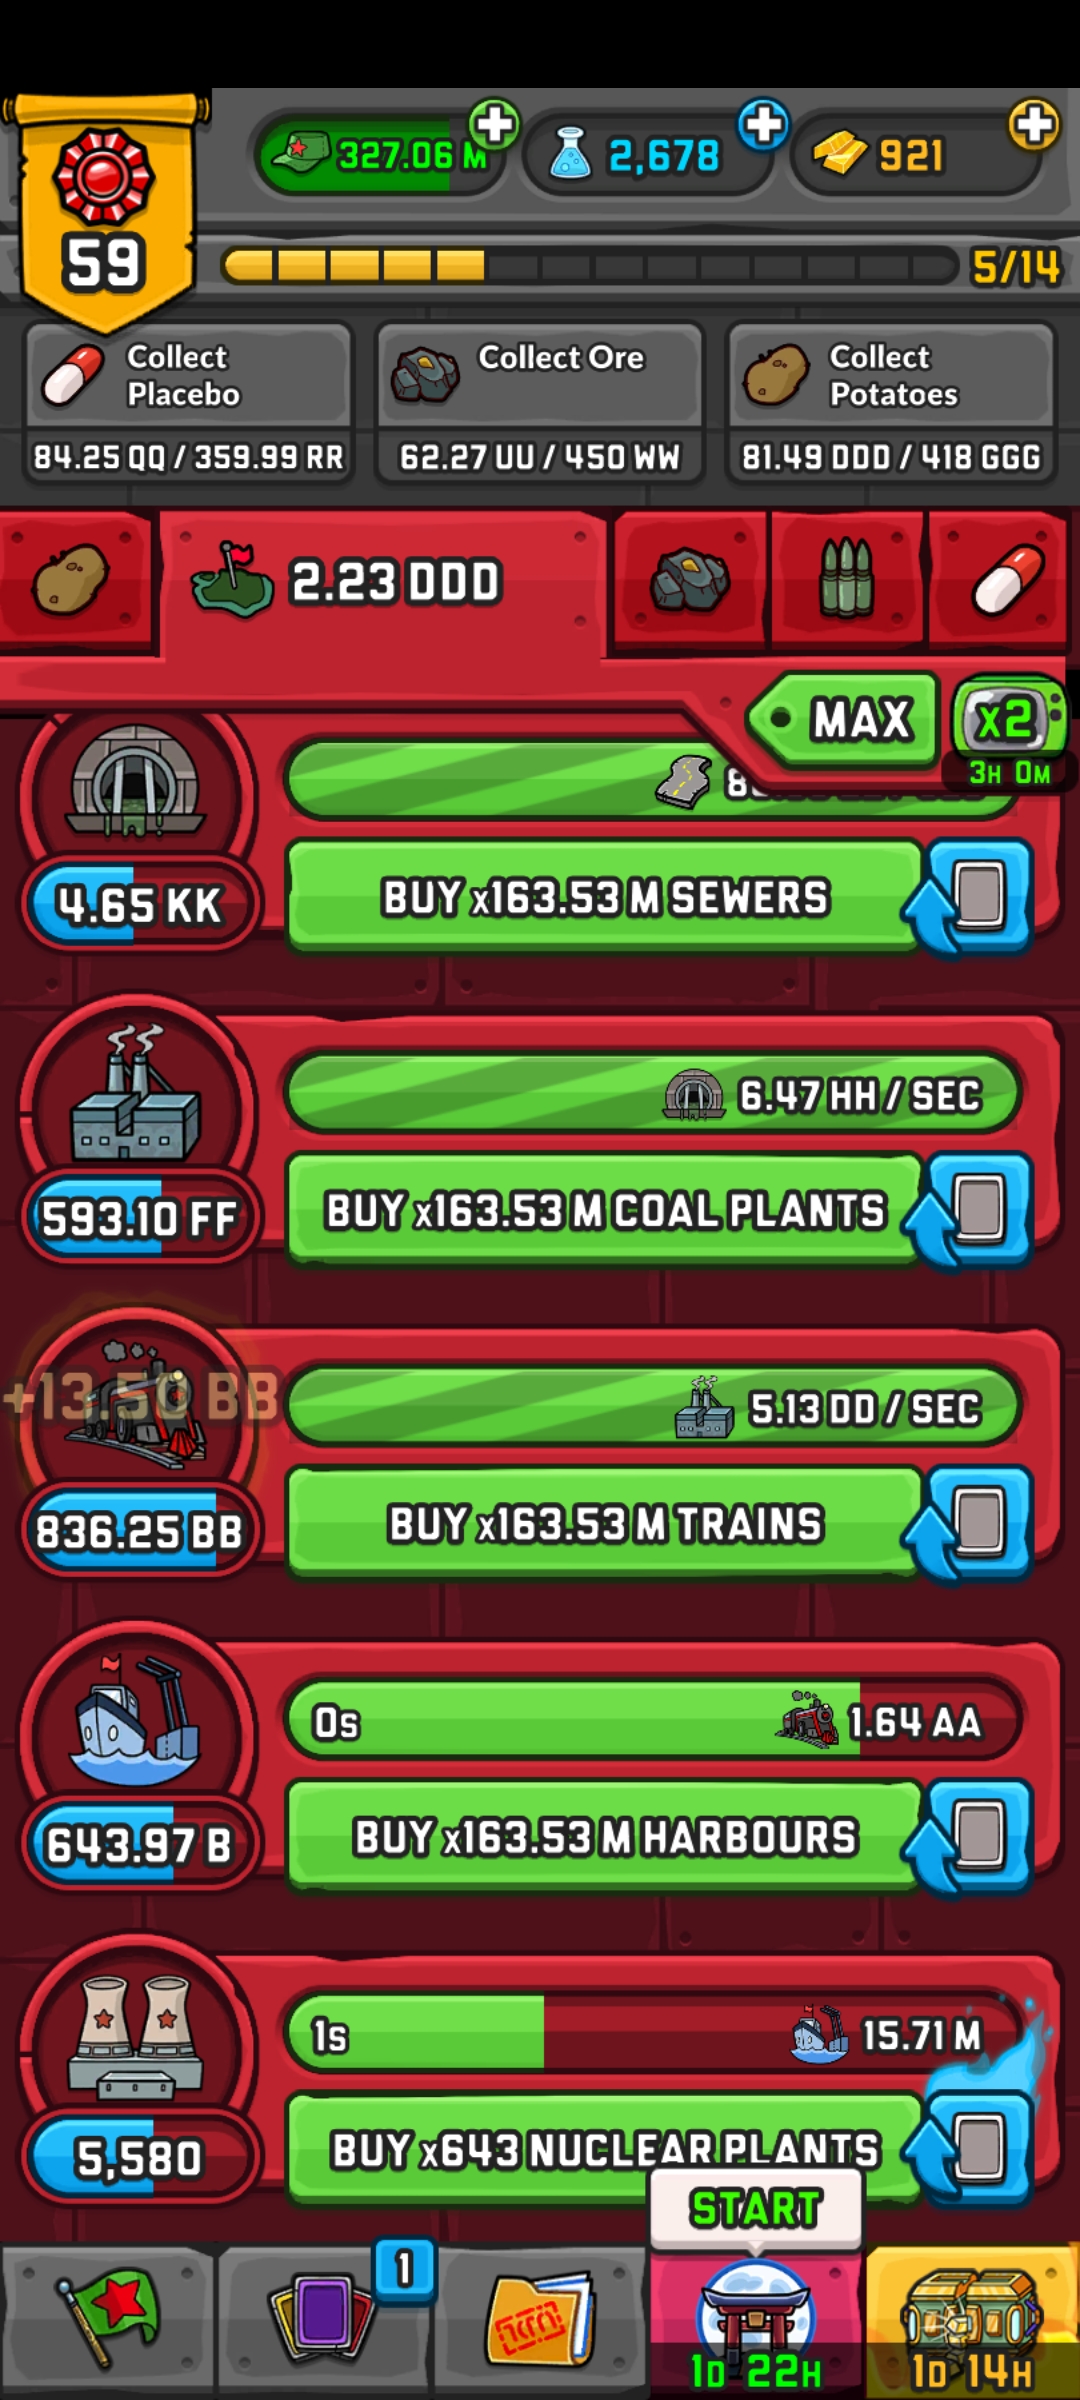 327.06 M
2,678
921
59
5/14
Collect
Placebo
84.25 QQ / 359.99 RR
Collect Ore
62.27 UU / 450 WW
Collect
Potatoes
81.49 DDD / 418 GGG
2.23 DDD
MAX
x2
3H 0M
4.65 KK
BUY x163.53 M SEWERS
6.47 HH / SEC
593.10 FF
BUY x163.53 M COAL PLANTS
+13.50 BB
5.13 DD / SEC
836.25 BB
BUY x163.53 M TRAINS
0s
1.64 AA
643.97 B
BUY x163.53 M HARBOURS
1s
15.71 M
5,580
BUY x643 NUCLEAR PLANTS
START
1
1D 22H
1D 14H